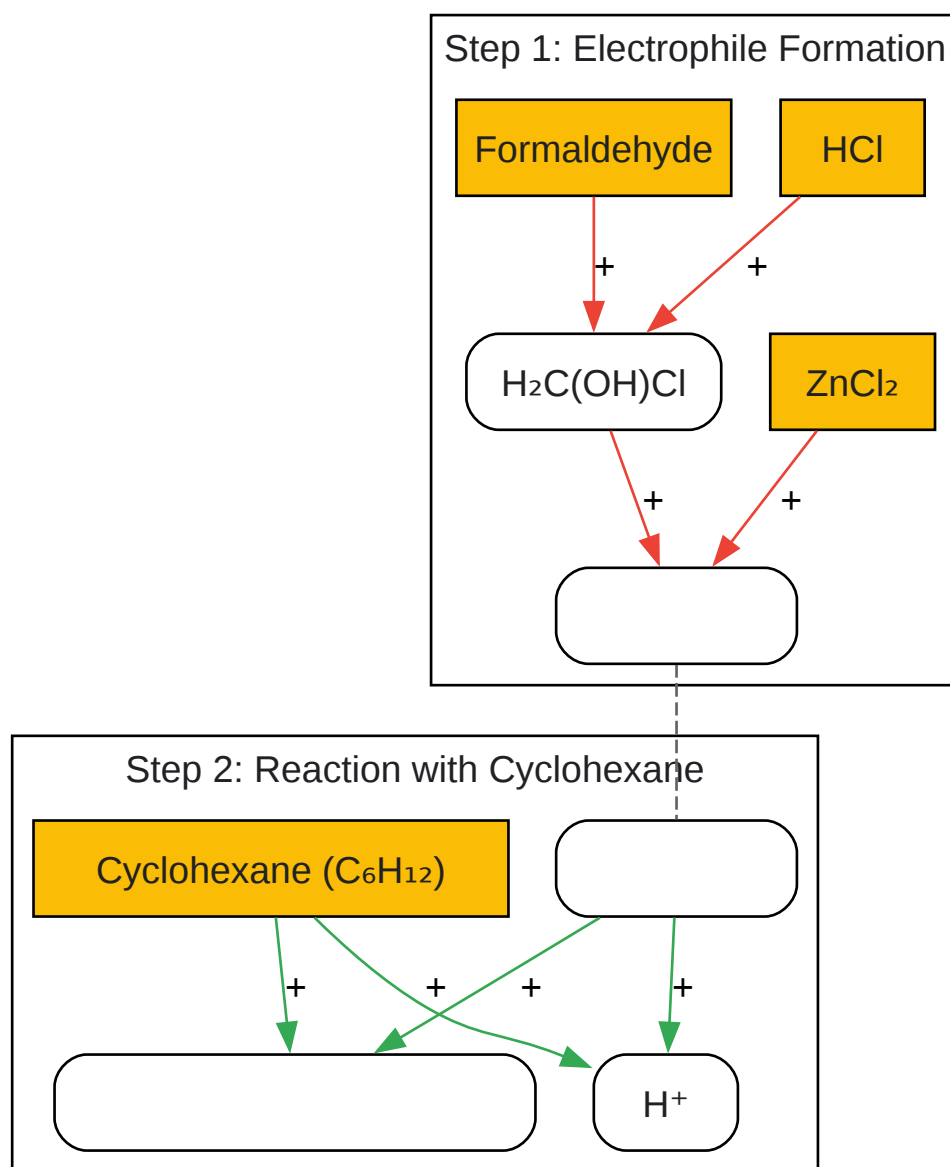 Step 1: Electrophile Formation
Formaldehyde
HCl
+
+
H₂C(OH)Cl
ZnCl₂
+
+
Step 2: Reaction with Cyclohexane
Cyclohexane (C₆H₁₂)
+
+
+
+
H⁺